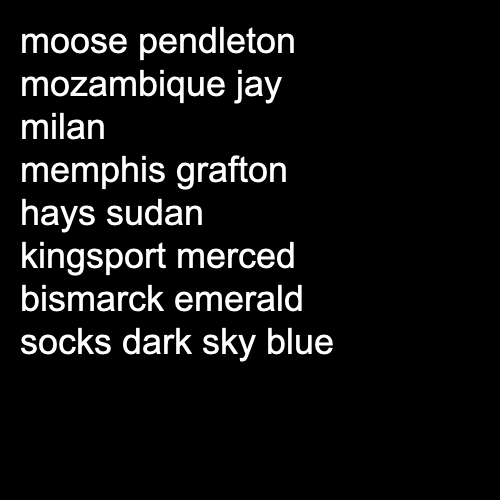 moose pendleton
mozambique jay
milan
memphis grafton
hays sudan
kingsport merced
bismarck emerald
socks dark sky blue